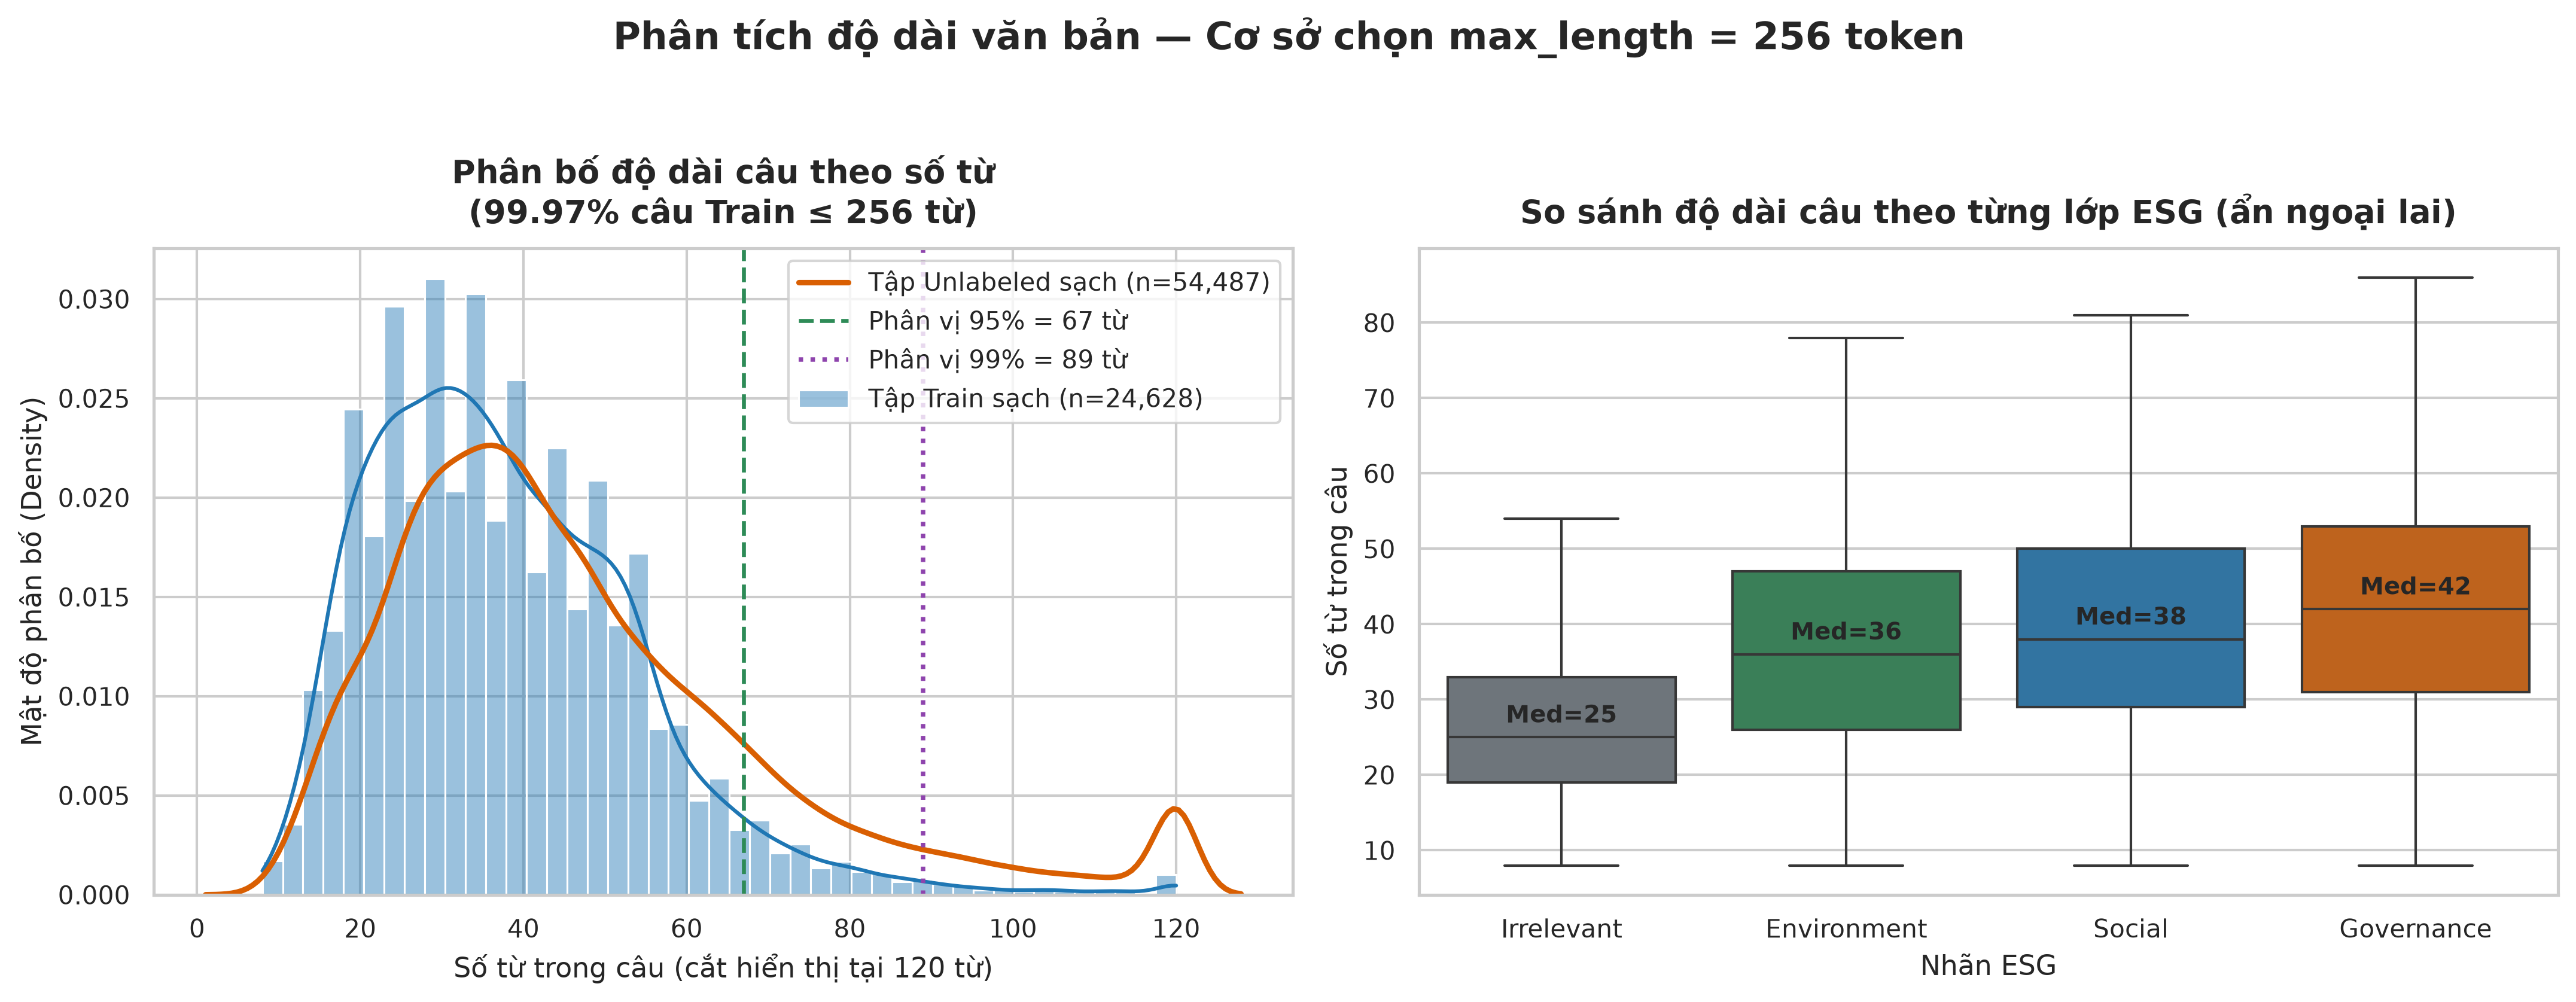 Phân tích độ dài văn bản — Cơ sở chọn max_length = 256 token
Phân bố độ dài câu theo số từ
(99.97% câu Train ≤ 256 từ)
Mật độ phân bố (Density)
0.030
0.025
0.020
0.015
0.010
0.005
0.000
Tập Unlabeled sạch (n=54,487)
Phân vị 95% = 67 từ
Phân vị 99% = 89 từ
Tập Train sạch (n=24,628)
0 20 40 60 80 100 120
Số từ trong câu (cắt hiển thị tại 120 từ)
So sánh độ dài câu theo từng lớp ESG (ẩn ngoại lai)
Số từ trong câu
80
70
60
50
40
30
20
10
Med=25
Med=36
Med=38
Med=42
Irrelevant Environment Social Governance
Nhãn ESG